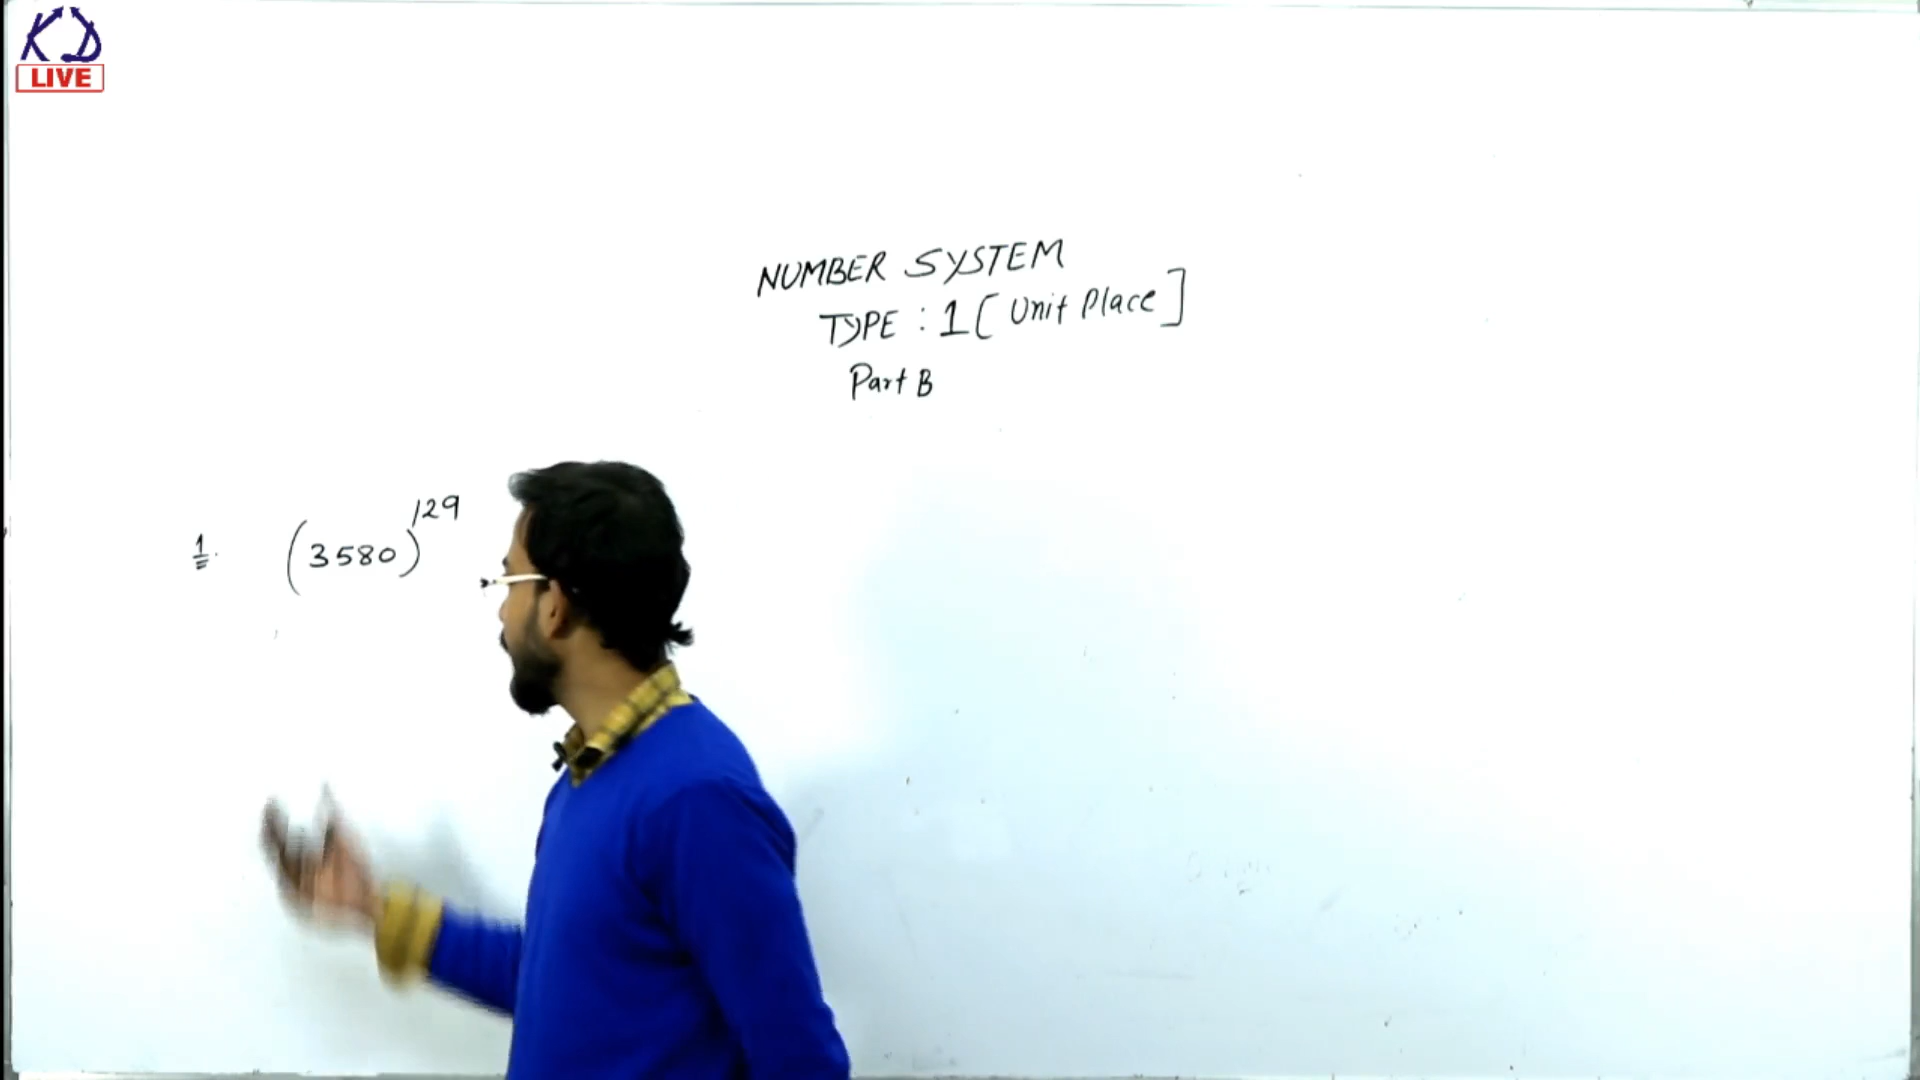 KD
LIVE
NUMBER SYSTEM
TYPE : 1 [ Unit Place ]
Part B
1. (3580)^129